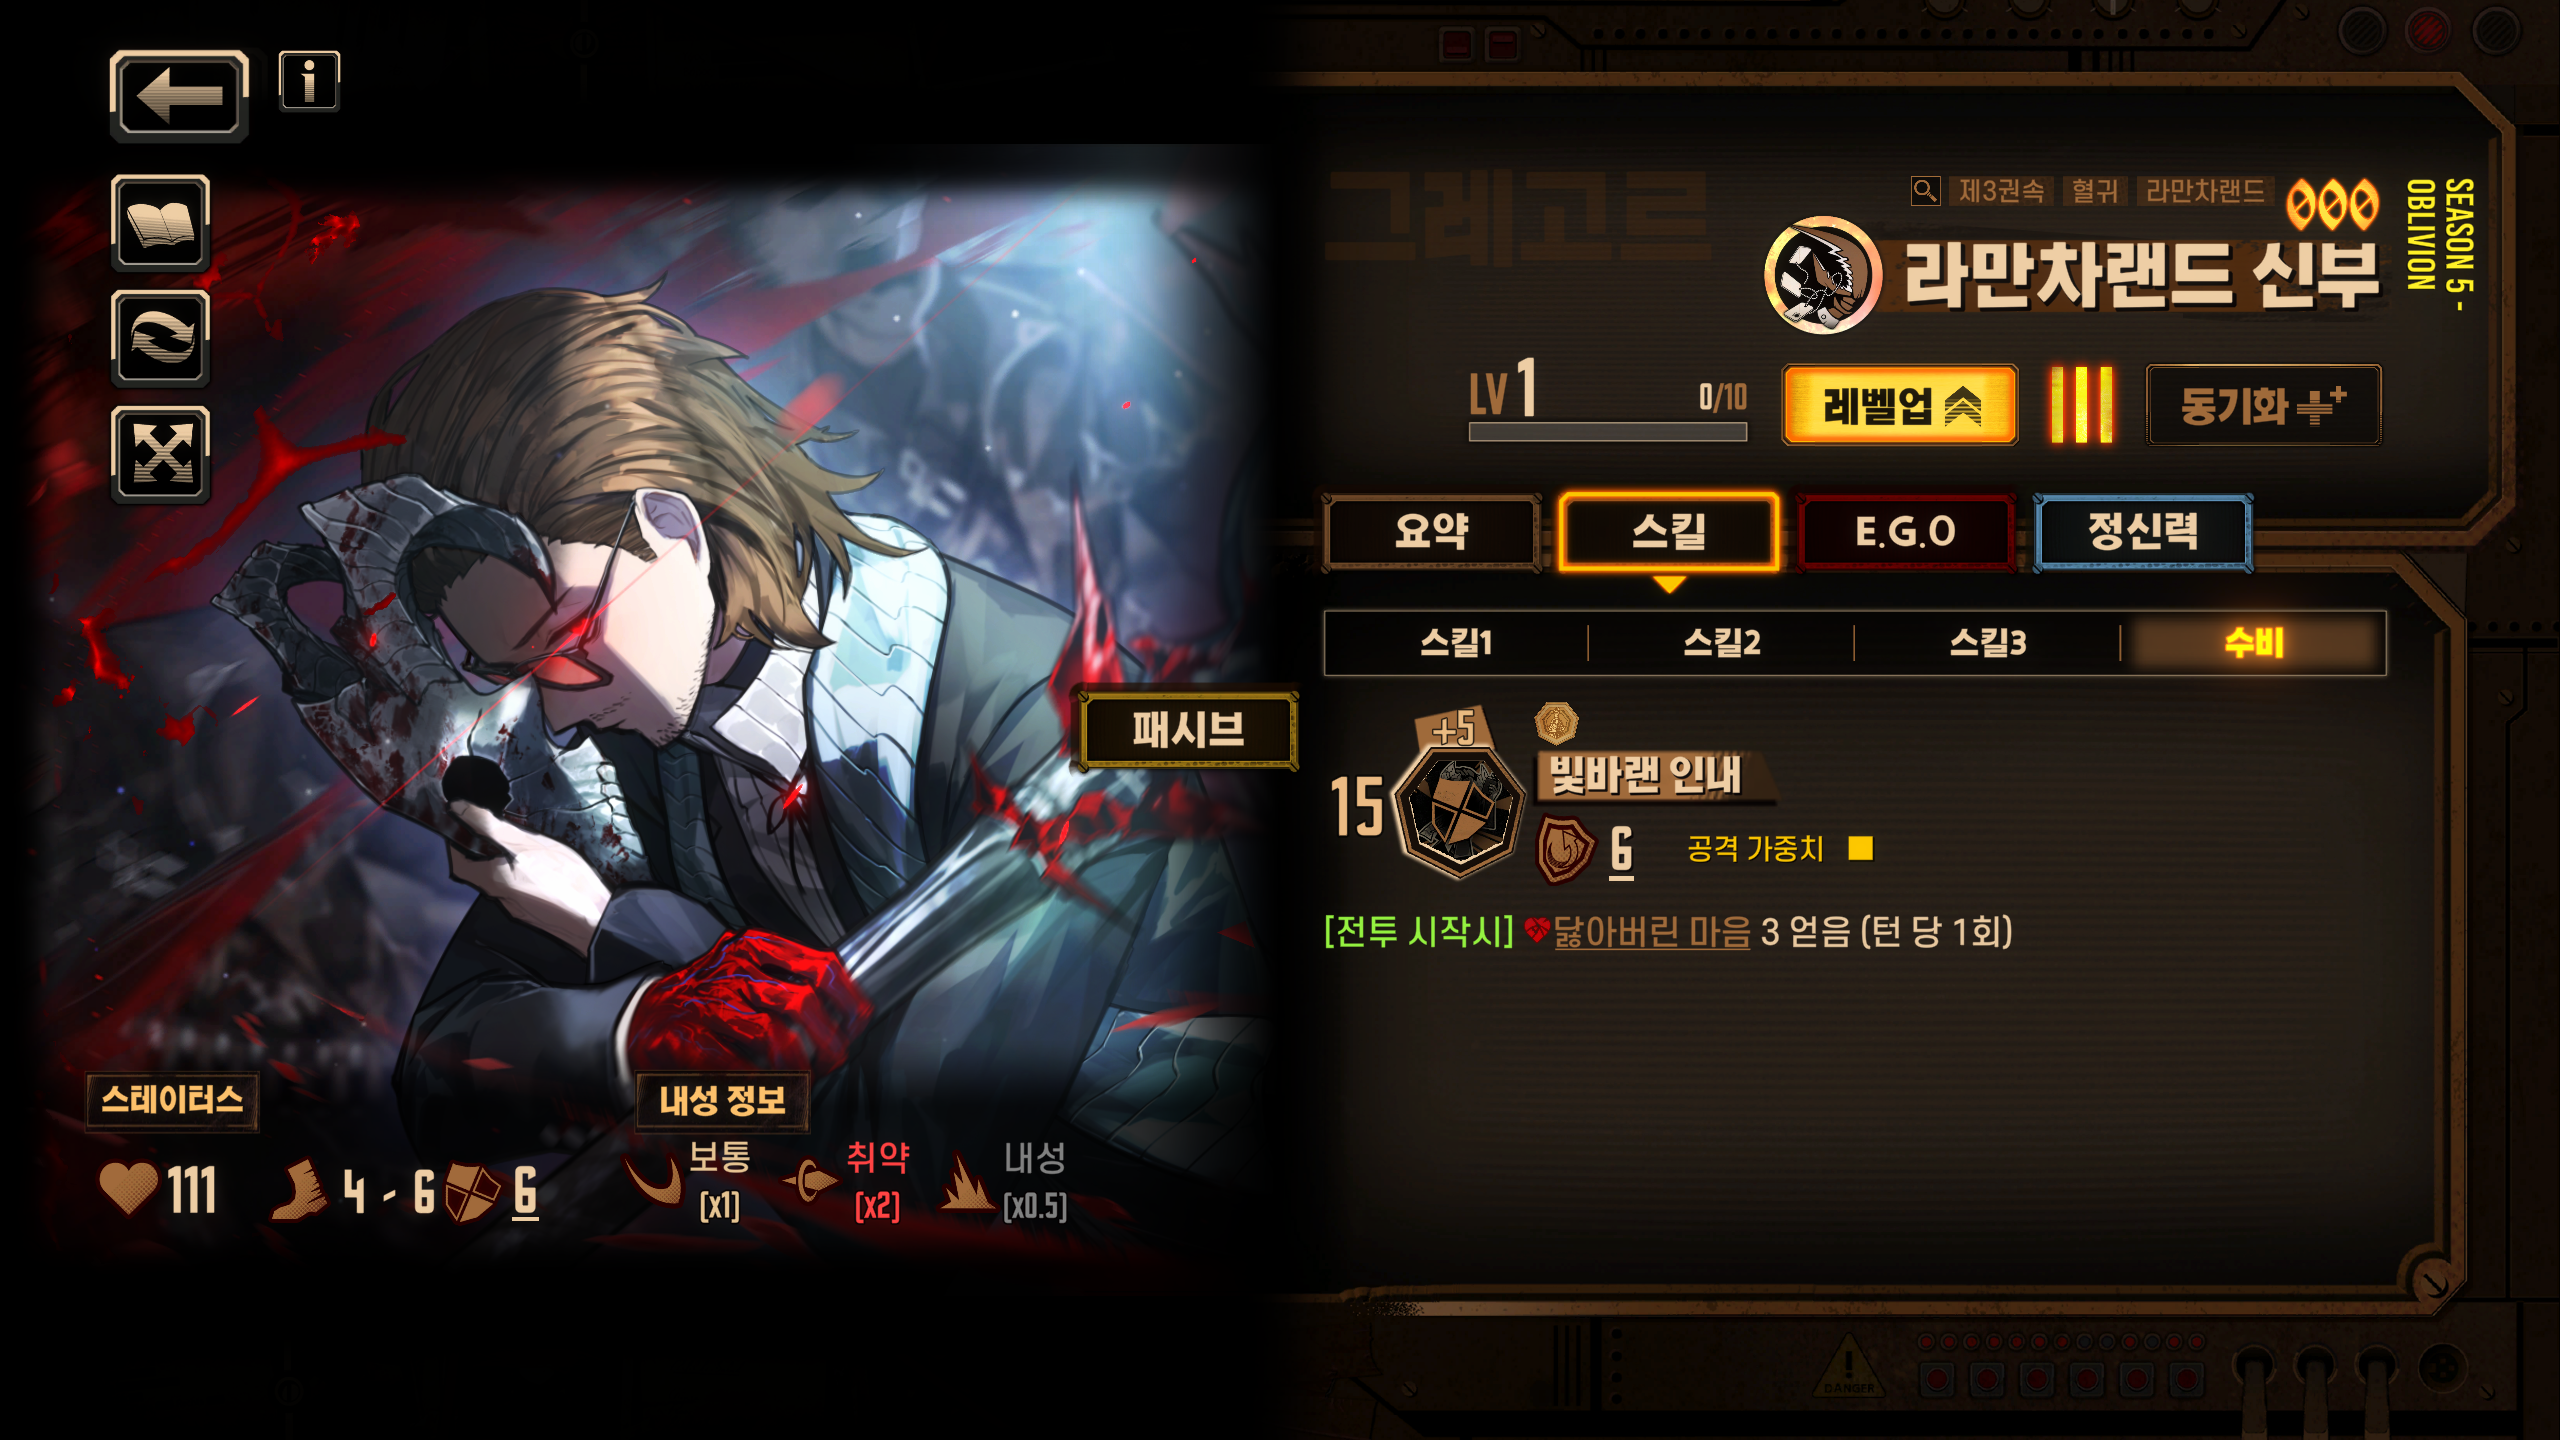 그레고르
제3권속 혈귀 라만차랜드
000
라만차랜드 신부
SEASON 5 -
OBLIVION
LV 1 0/10
레벨업
동기화
요약 스킬 E.G.O 정신력
스킬1 스킬2 스킬3 수비
패시브
+5
15
빛바랜 인내
6 공격 가중치
[전투 시작시] 닳아버린 마음 3 얻음 (턴 당 1회)
스테이터스
111 4 - 6 6
내성 정보
보통 취약 내성
[x1] [x2] [x0.5]
DANGER